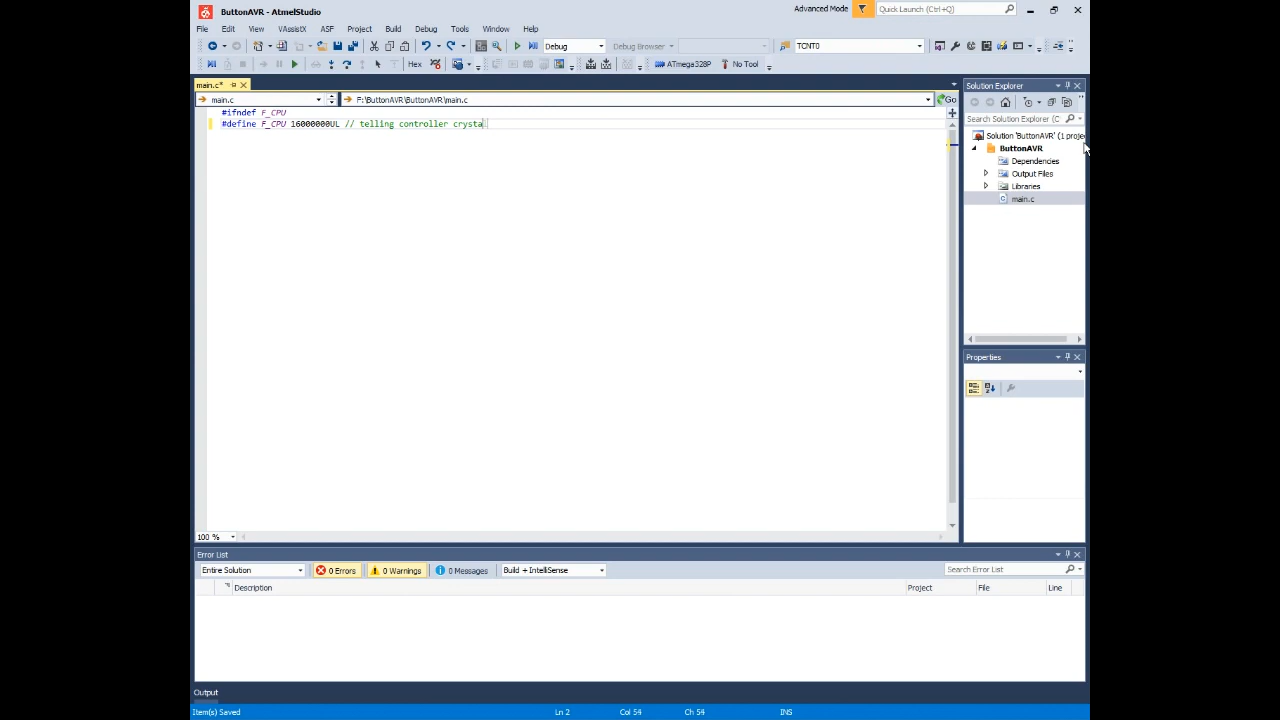 ButtonAVR - AtmelStudio
Advanced Mode
Quick Launch (Ctrl+Q)
File Edit View VAssistX ASF Project Build Debug Tools Window Help
Debug Debug Browser TCNT0
Hex ATmega328P No Tool
main.c*
main.c F:\ButtonAVR\ButtonAVR\main.c Go
#ifndef F_CPU
#define F_CPU 16000000UL // telling controller crysta
100 %
Solution Explorer
Search Solution Explorer (C
Solution 'ButtonAVR' (1 proje
ButtonAVR
Dependencies
Output Files
Libraries
main.c
Properties
Error List
Entire Solution 0 Errors 0 Warnings 0 Messages Build + IntelliSense Search Error List
Description Project File Line
Output
Item(s) Saved Ln 2 Col 54 Ch 54 INS